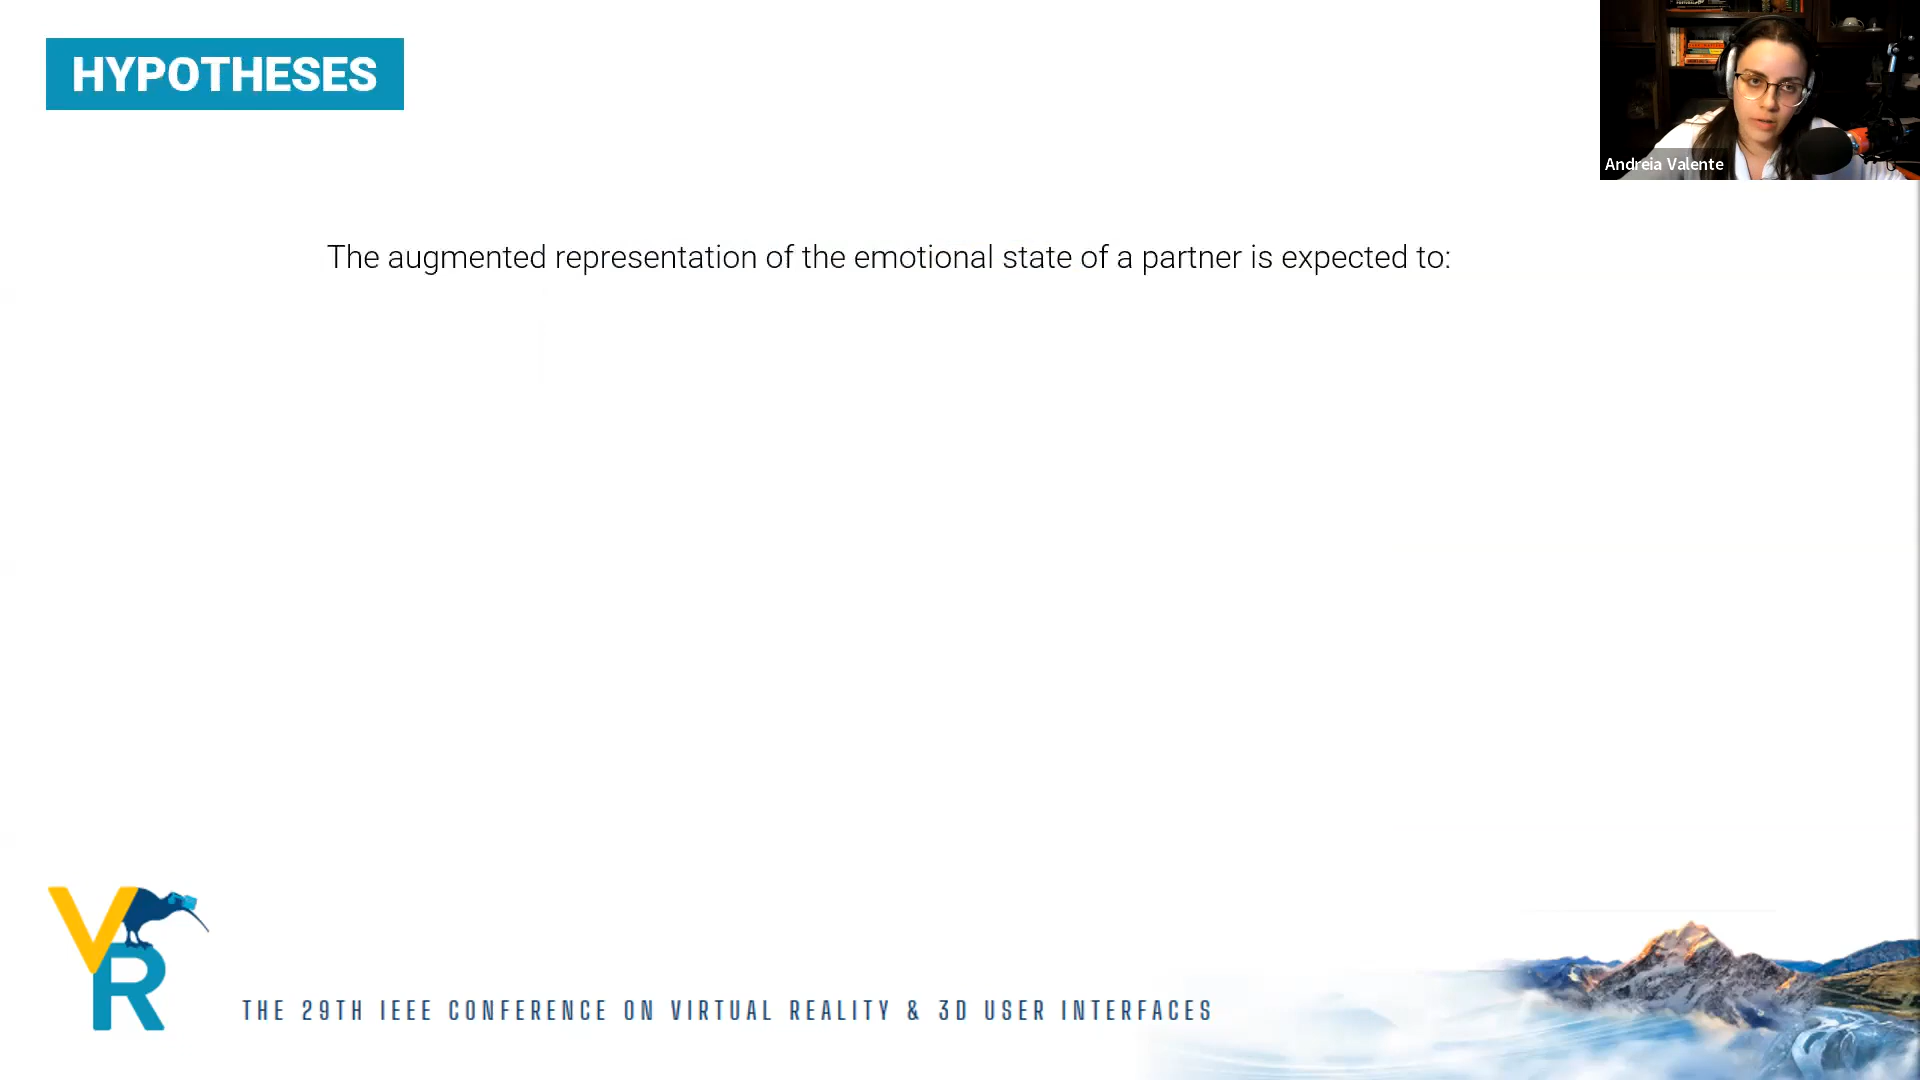 HYPOTHESES
Andreia Valente
The augmented representation of the emotional state of a partner is expected to:
VR
THE 29TH IEEE CONFERENCE ON VIRTUAL REALITY & 3D USER INTERFACES